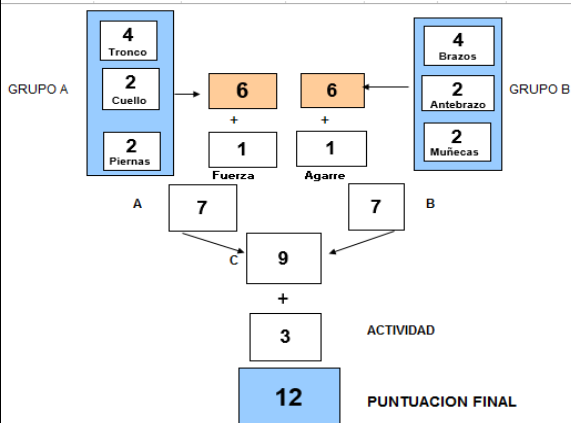 4
Tronco
4
Brazos
GRUPO A
2
Cuello
6
6
2
Antebrazo
GRUPO B
+
+
2
Piernas
1
1
2
Muñecas
Fuerza
Agarre
A
7
7
B
C
9
+
3
ACTIVIDAD
12
PUNTUACION FINAL